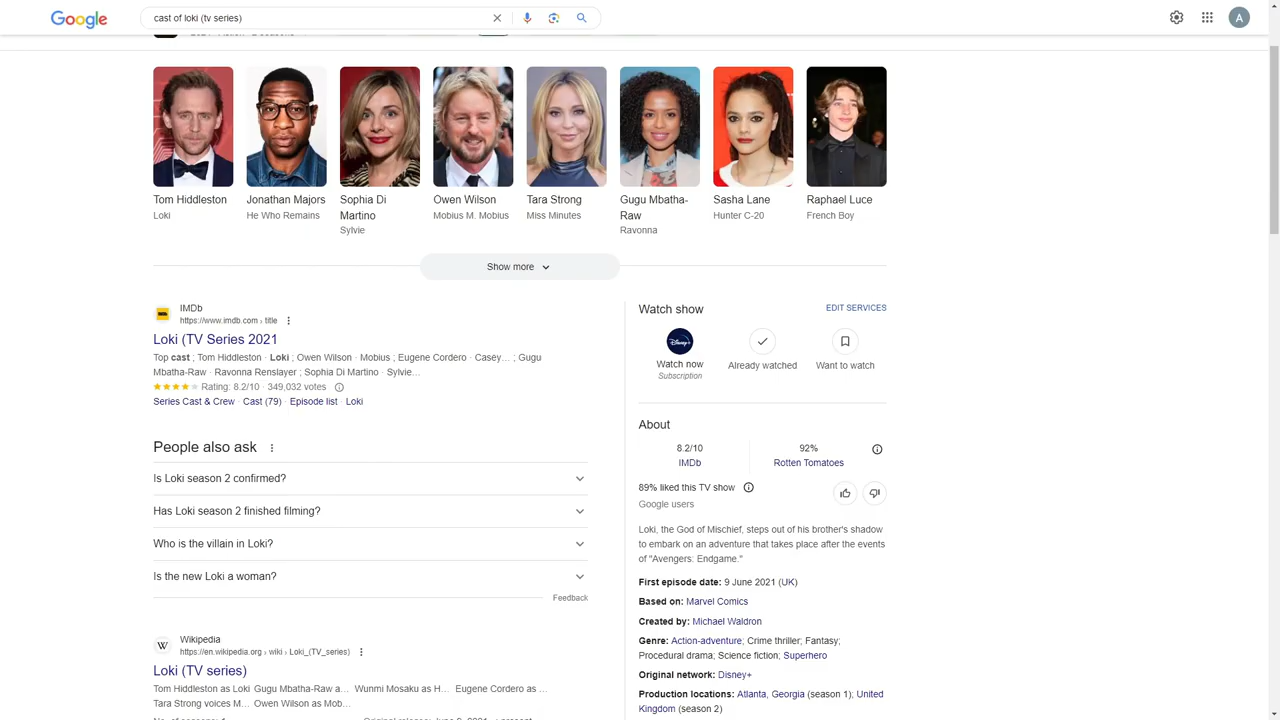 Google
cast of loki (tv series)
A
Tom Hiddleston
Loki
Jonathan Majors
He Who Remains
Sophia Di
Martino
Sylvie
Owen Wilson
Mobius M. Mobius
Tara Strong
Miss Minutes
Gugu Mbatha-
Raw
Ravonna
Sasha Lane
Hunter C-20
Raphael Luce
French Boy
Show more
IMDb
IMDb
https://www.imdb.com › title
Loki (TV Series 2021
Top cast ; Tom Hiddleston · Loki ; Owen Wilson · Mobius ; Eugene Cordero · Casey… ; Gugu
Mbatha-Raw · Ravonna Renslayer ; Sophia Di Martino · Sylvie…
Rating: 8.2/10 · 349,032 votes
Series Cast & Crew · Cast (79) · Episode list · Loki
People also ask
Is Loki season 2 confirmed?
Has Loki season 2 finished filming?
Who is the villain in Loki?
Is the new Loki a woman?
Feedback
W
Wikipedia
https://en.wikipedia.org › wiki › Loki_(TV_series)
Loki (TV series)
Tom Hiddleston as Loki Gugu Mbatha-Raw a... Wunmi Mosaku as H... Eugene Cordero as ...
Tara Strong voices M... Owen Wilson as Mob...
Watch show
EDIT SERVICES
Disney+
Watch now
Subscription
Already watched
Want to watch
About
8.2/10
IMDb
92%
Rotten Tomatoes
89% liked this TV show
Google users
Loki, the God of Mischief, steps out of his brother's shadow
to embark on an adventure that takes place after the events
of "Avengers: Endgame."
First episode date: 9 June 2021 (UK)
Based on: Marvel Comics
Created by: Michael Waldron
Genre: Action-adventure; Crime thriller; Fantasy;
Procedural drama; Science fiction; Superhero
Original network: Disney+
Production locations: Atlanta, Georgia (season 1); United
Kingdom (season 2)